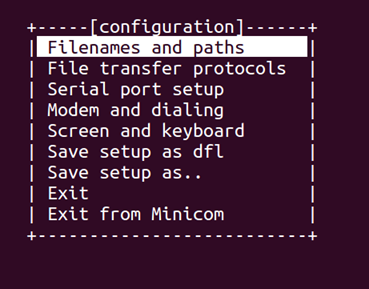 +-----[configuration]------+
| Filenames and paths      |
| File transfer protocols  |
| Serial port setup        |
| Modem and dialing        |
| Screen and keyboard      |
| Save setup as dfl        |
| Save setup as..          |
| Exit                     |
| Exit from Minicom        |
+--------------------------+